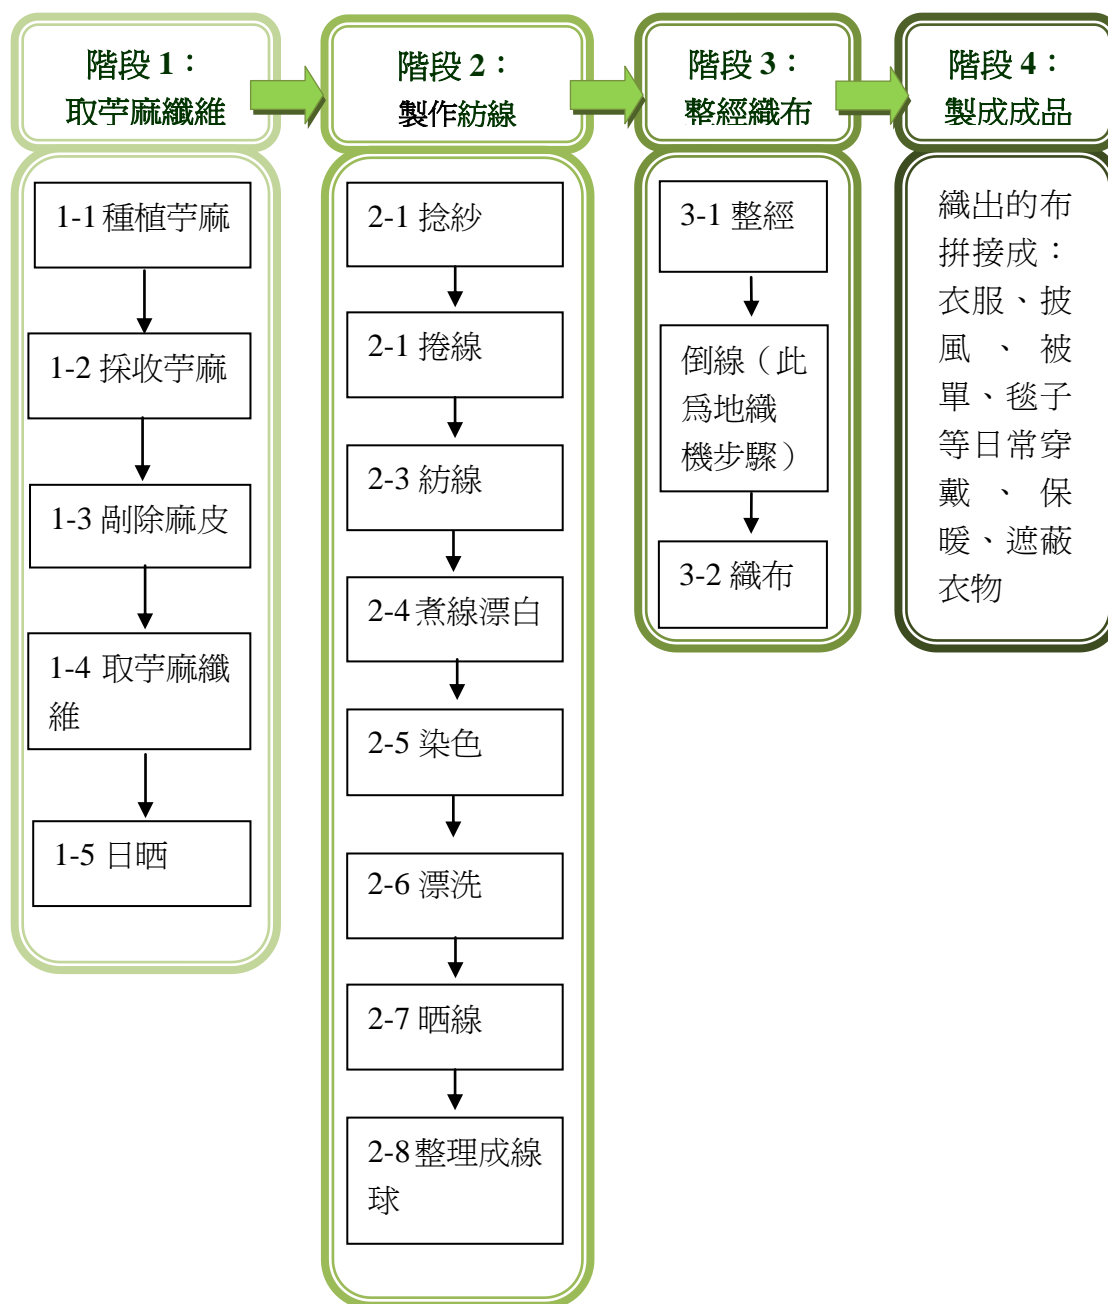 階段 1：
取苧麻纖維
階段 2：
製作紡線
階段 3：
整經織布
階段 4：
製成成品
1-1 種植苧麻
1-2 採收苧麻
1-3 剮除麻皮
1-4 取苧麻纖
維
1-5 日晒
2-1 捻紗
2-1 捲線
2-3 紡線
2-4 煮線漂白
2-5 染色
2-6 漂洗
2-7 晒線
2-8 整理成線
球
3-1 整經
倒線（此
為地織
機步驟）
3-2 織布
織出的布
拼接成：
衣服、披
風、被
單、毯子
等日常穿
戴、保
暖、遮蔽
衣物